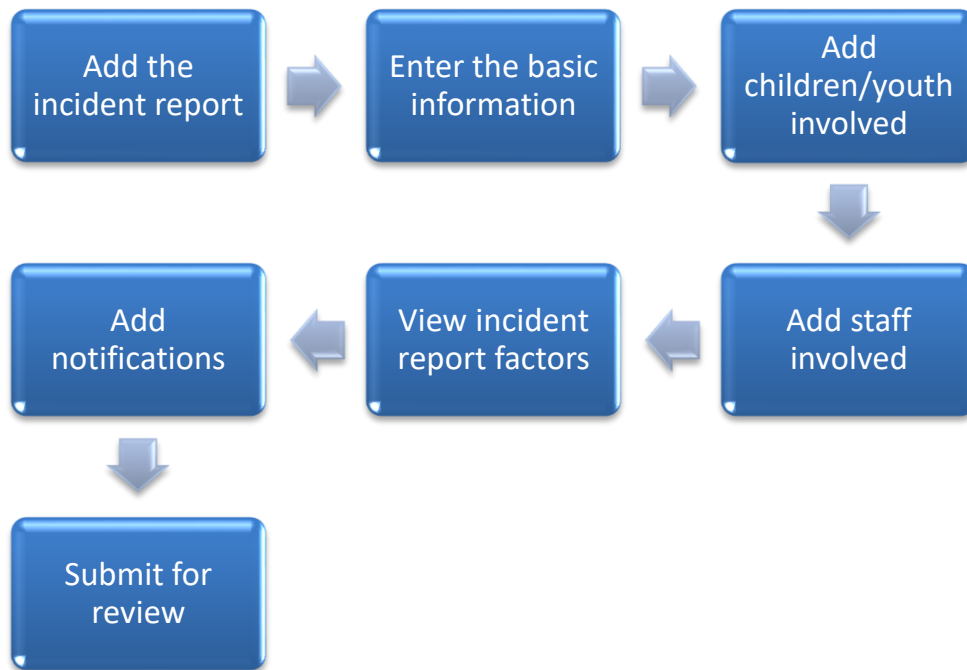 Add the
incident report
Enter the basic
information
Add
children/youth
involved
Add staff
involved
View incident
report factors
Add
notifications
Submit for
review